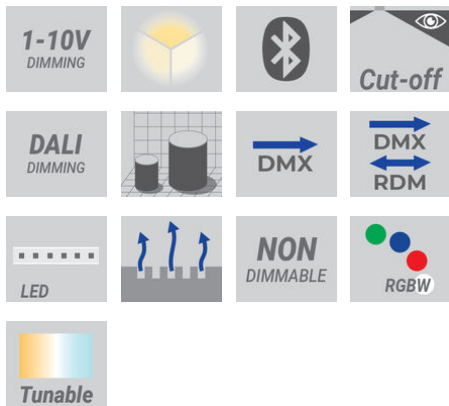 1-10V
DIMMING
Cut-off
DALI
DIMMING
DMX
DMX
RDM
LED
NON
DIMMABLE
RGBW
Tunable